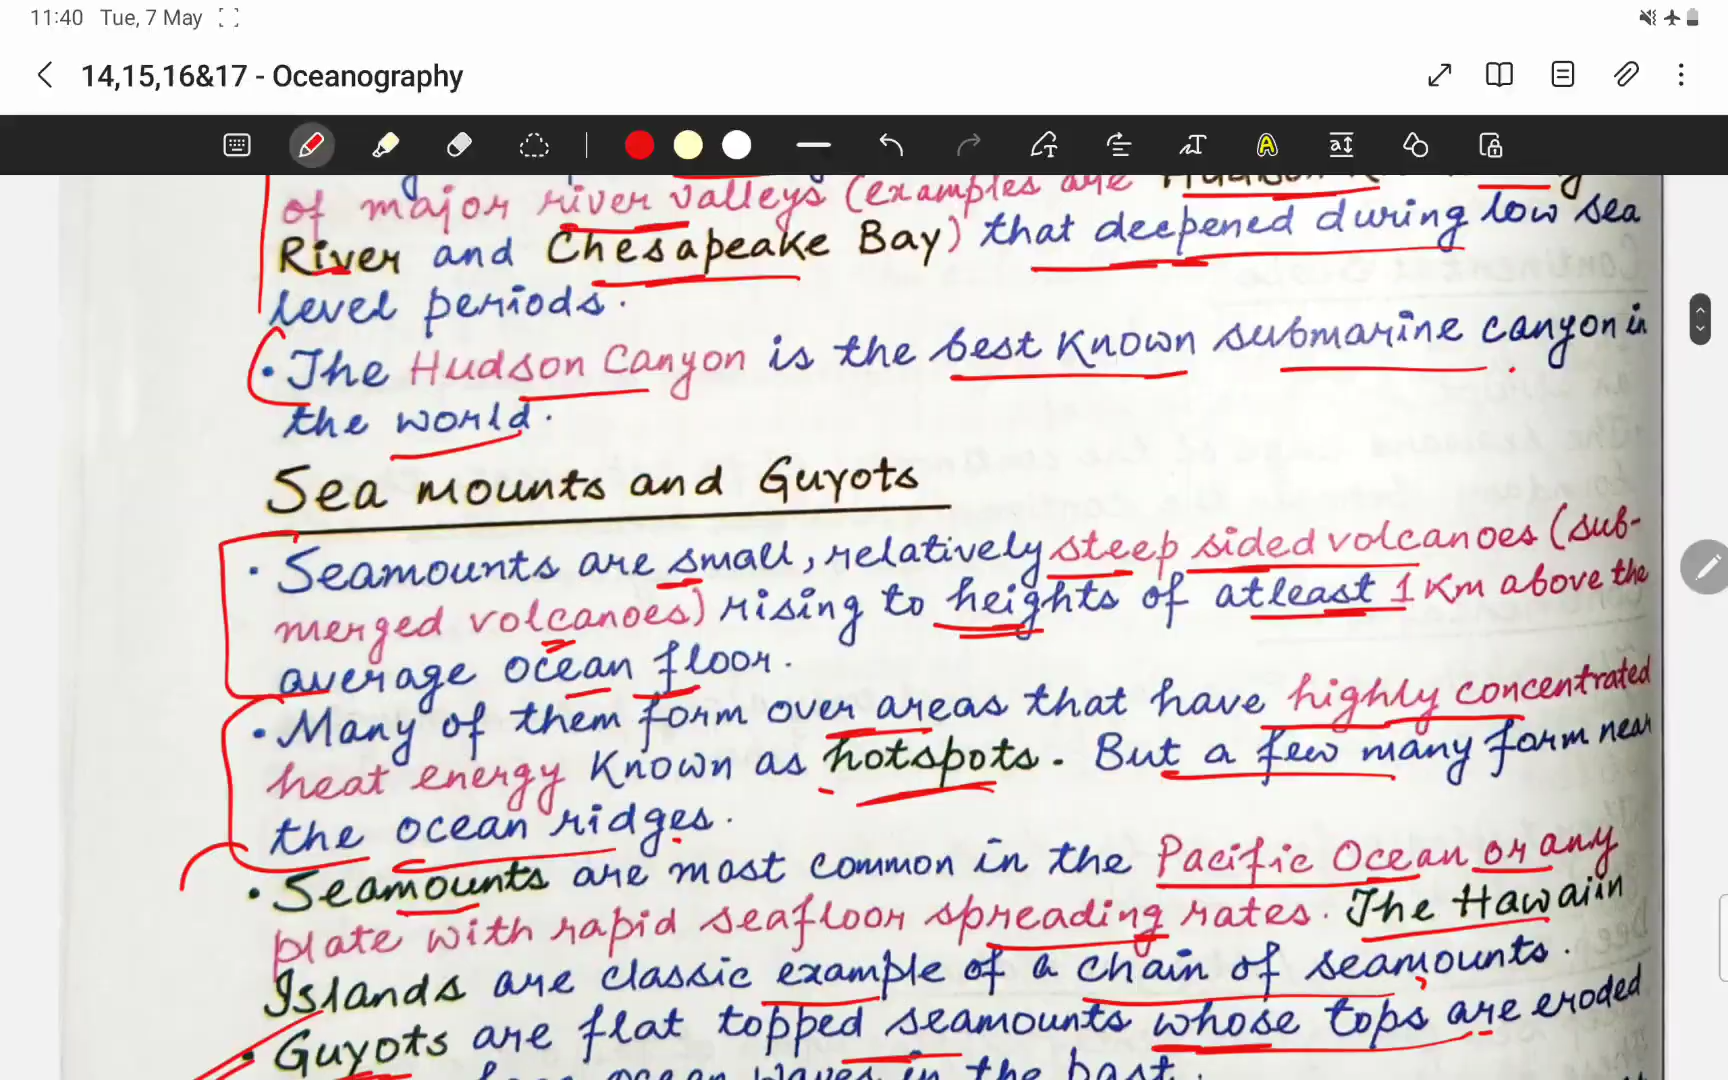 11:40 Tue, 7 May
14,15,16&17 - Oceanography
of major river valleys (examples are Hudson
River and Chesapeake Bay) that deepened during low sea
level periods.
• The Hudson Canyon is the best known submarine canyon in
the world.
Sea mounts and Guyots
• Seamounts are small, relatively steep sided volcanoes (sub-
merged volcanoes) rising to heights of atleast 1 Km above the
average ocean floor.
• Many of them form over areas that have highly concentrated
heat energy known as hotspots. But a few many form near
the ocean ridges.
• Seamounts are most common in the Pacific Ocean or any
plate with rapid seafloor spreading rates. The Hawaiin
Islands are classic example of a chain of seamounts.
• Guyots are flat topped seamounts whose tops are eroded
ocean waves in the past.